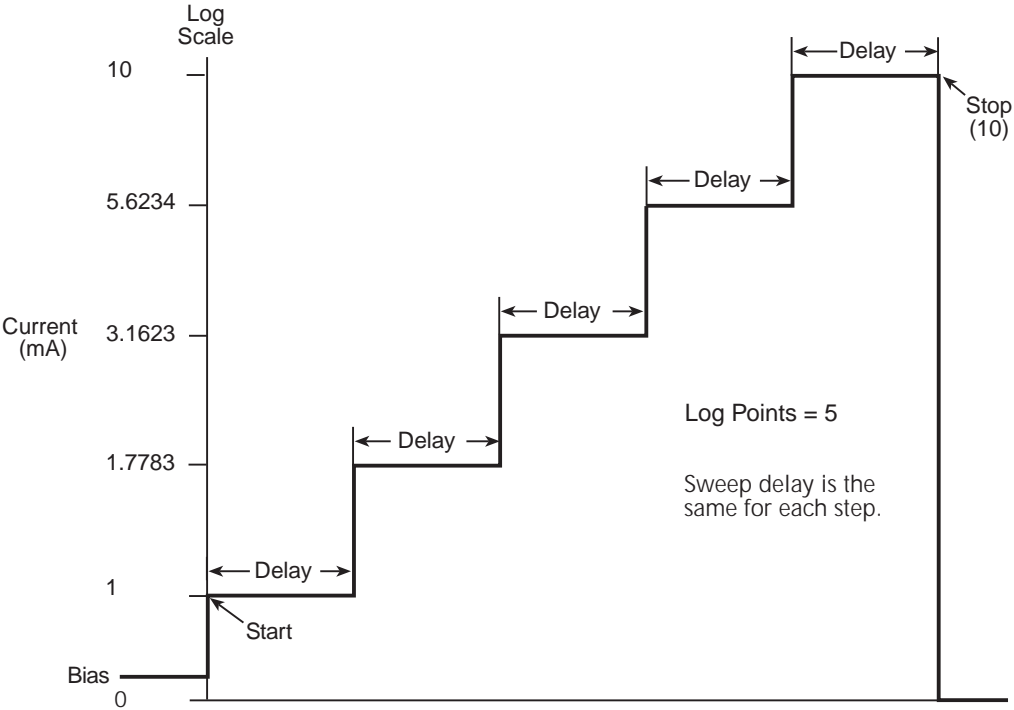 Log
Scale
10
Delay
Stop
(10)
5.6234
Delay
Current
(mA)
3.1623
Delay
Log Points = 5
1.7783
Delay
Sweep delay is the
same for each step.
1
Delay
Start
Bias
0